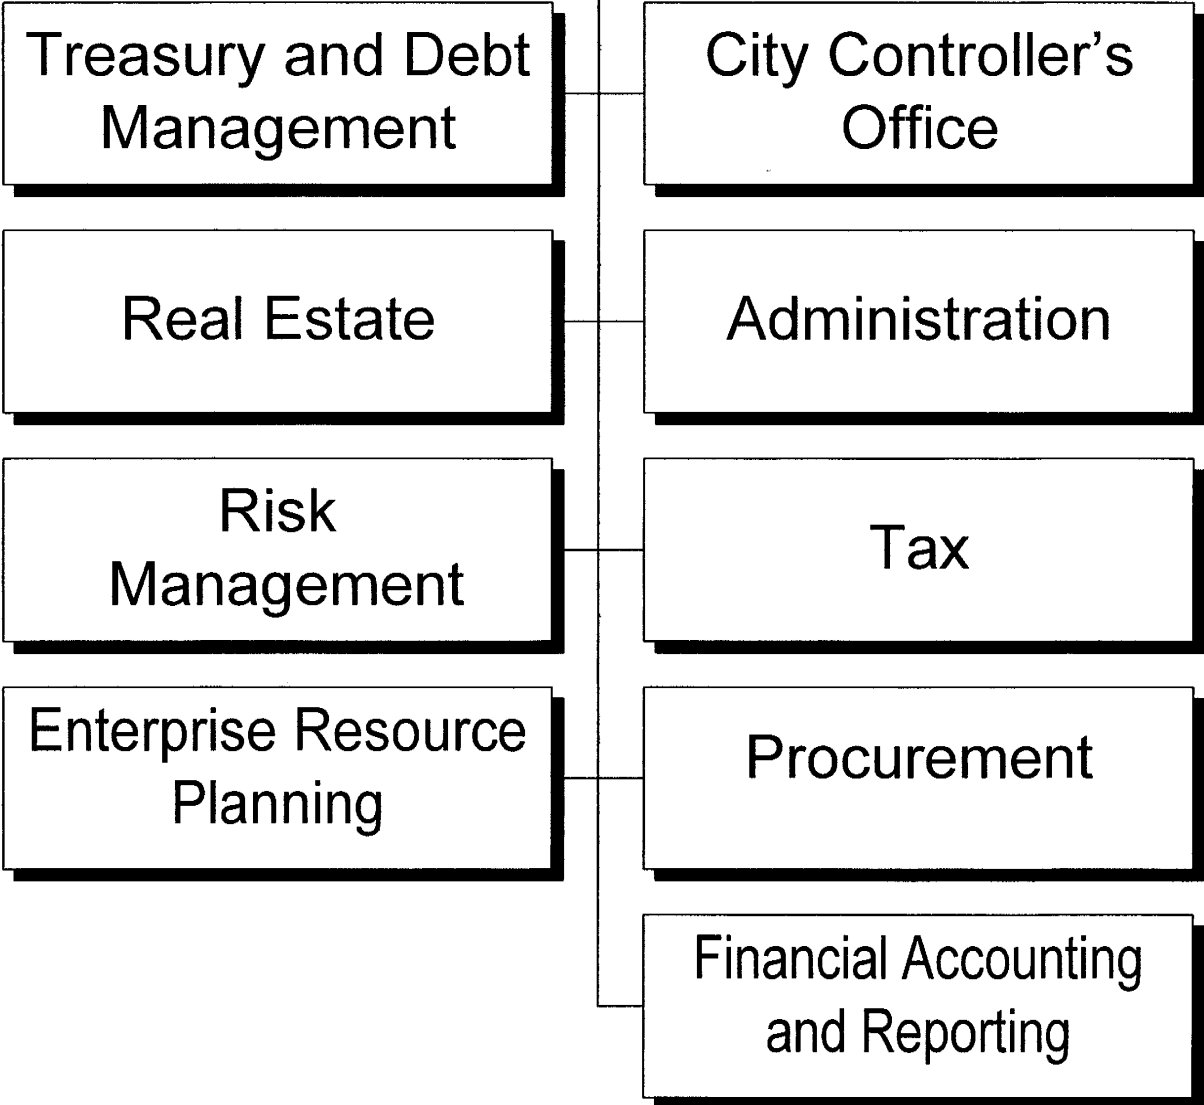 Treasury and Debt
Management
City Controller's
Office
Real Estate
Administration
Risk
Management
Tax
Enterprise Resource
Planning
Procurement
Financial Accounting
and Reporting